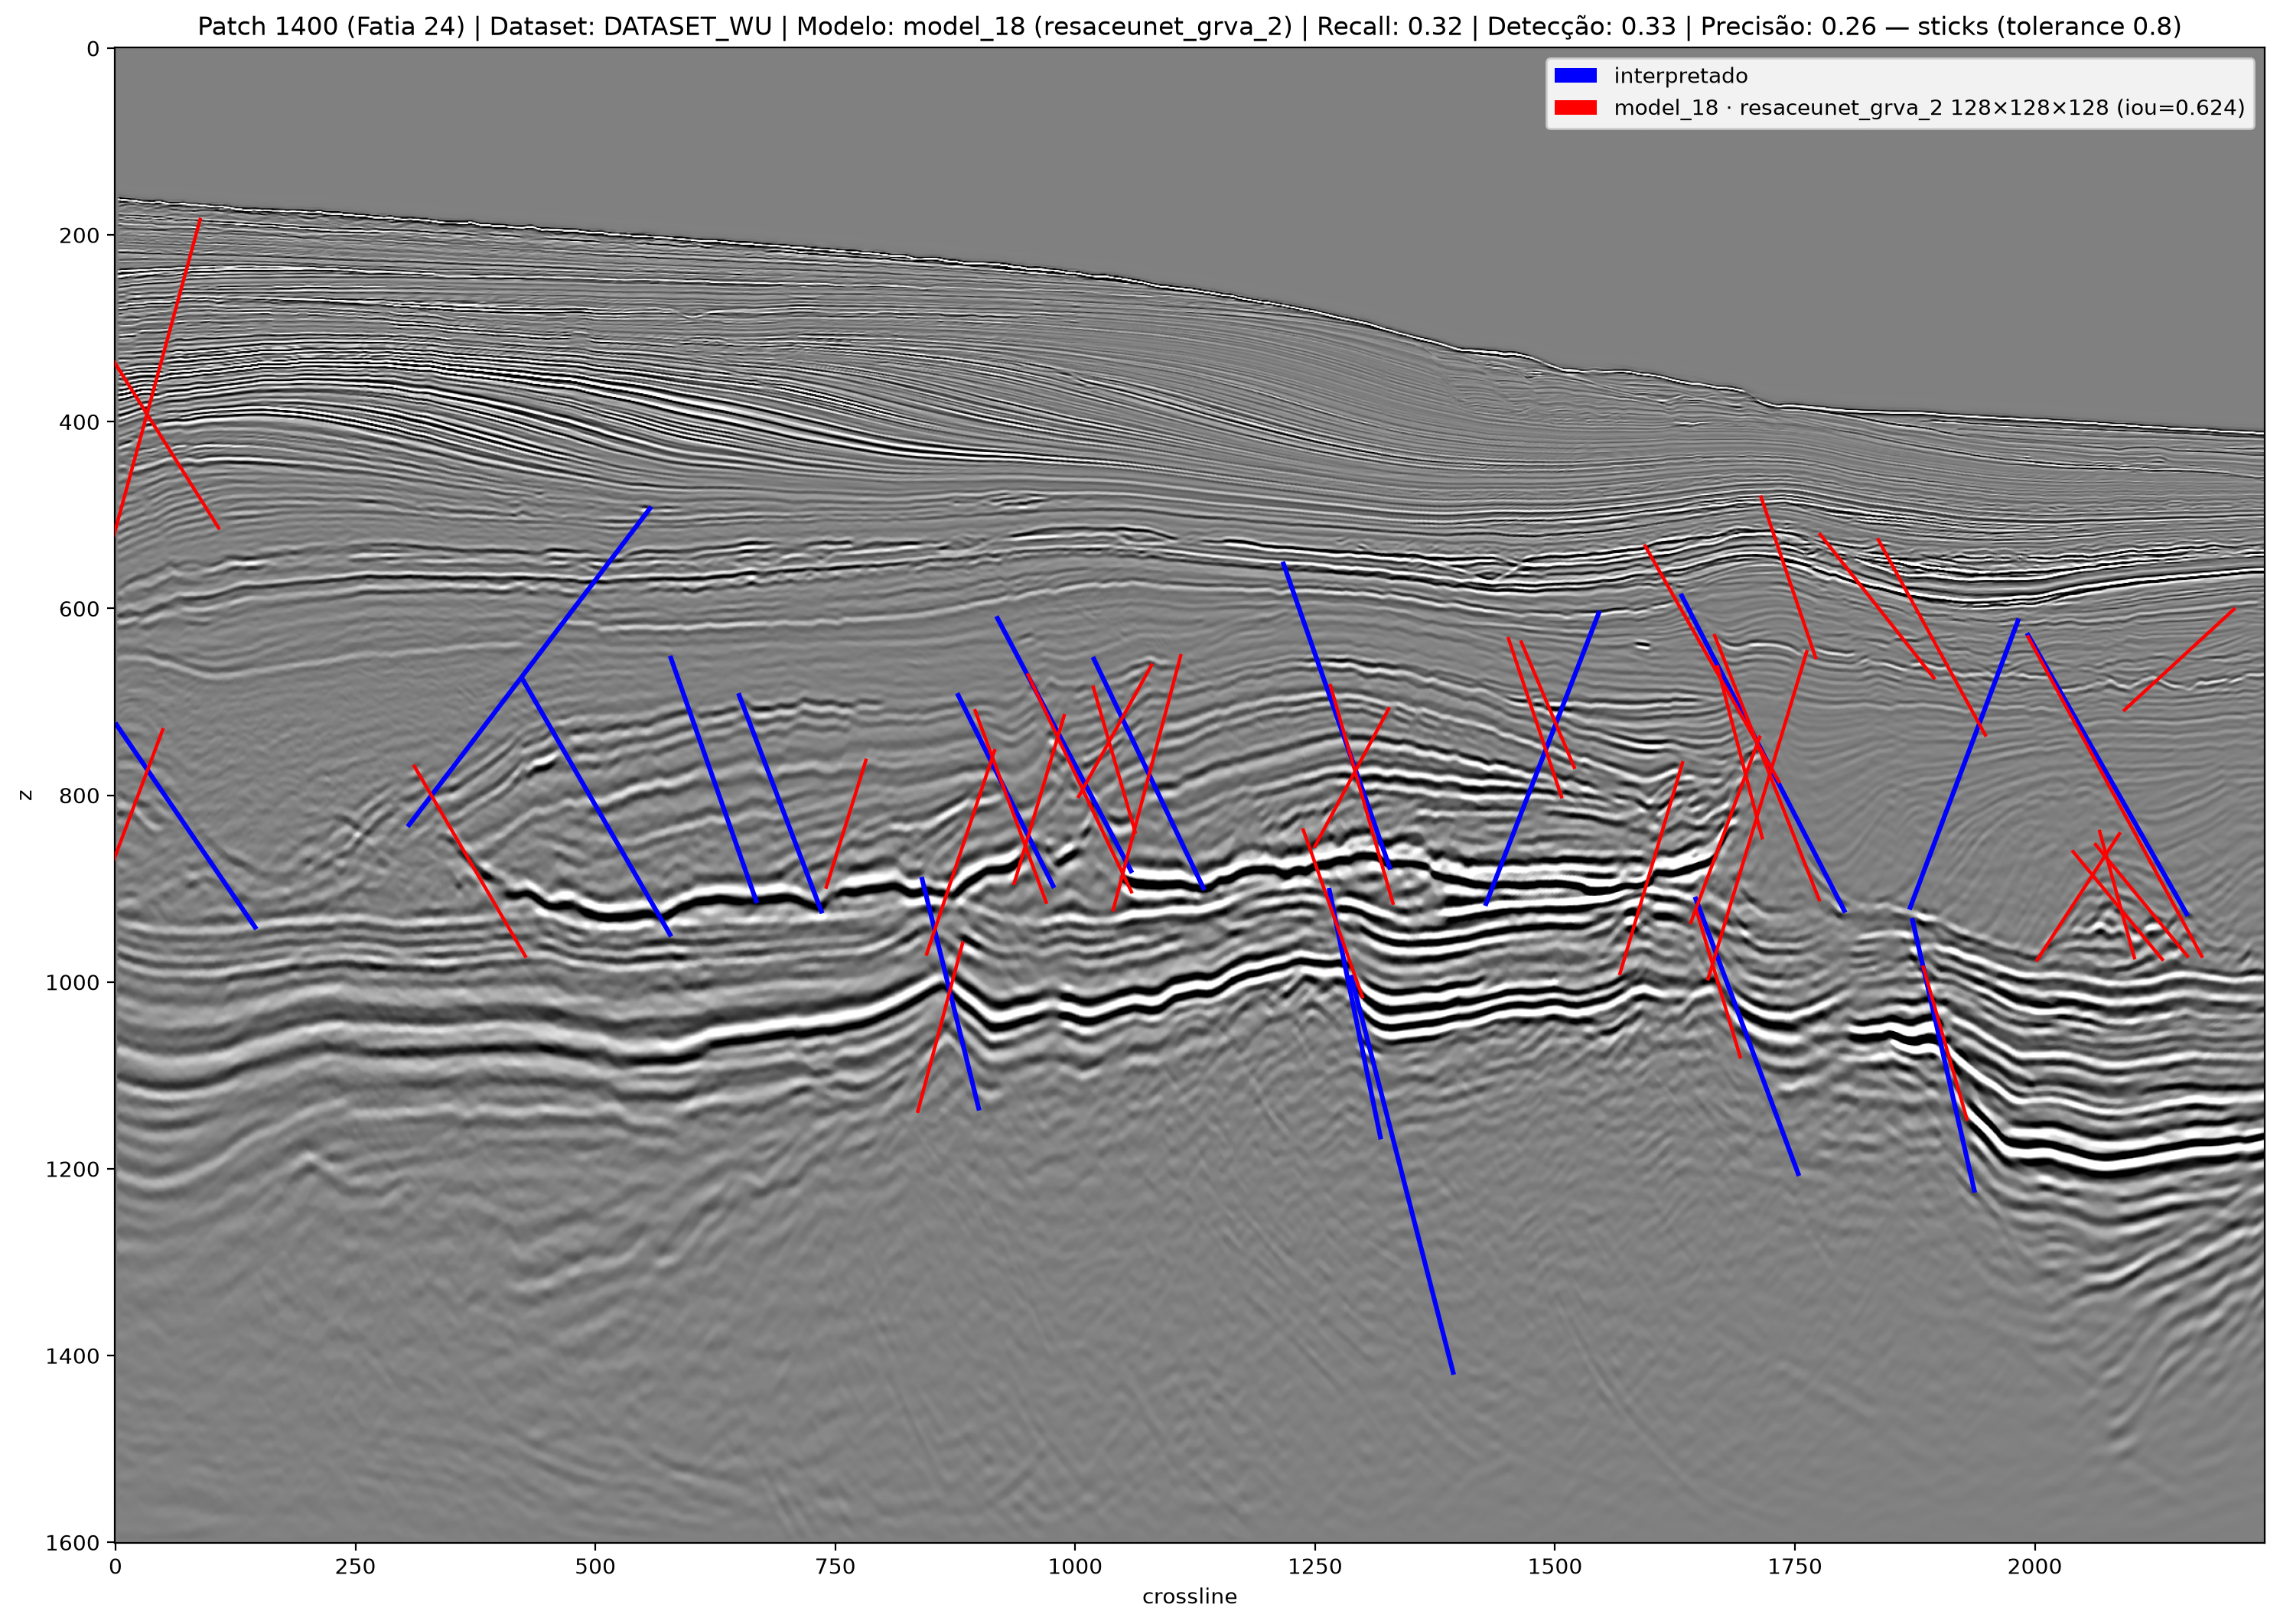 Patch 1400 (Fatia 24) | Dataset: DATASET_WU | Modelo: model_18 (resaceunet_grva_2) | Recall: 0.32 | Detecção: 0.33 | Precisão: 0.26 — sticks (tolerance 0.8)
interpretado
model_18 · resaceunet_grva_2 128×128×128 (iou=0.624)
0
200
400
600
800
1000
1200
1400
1600
z
0 250 500 750 1000 1250 1500 1750 2000
crossline